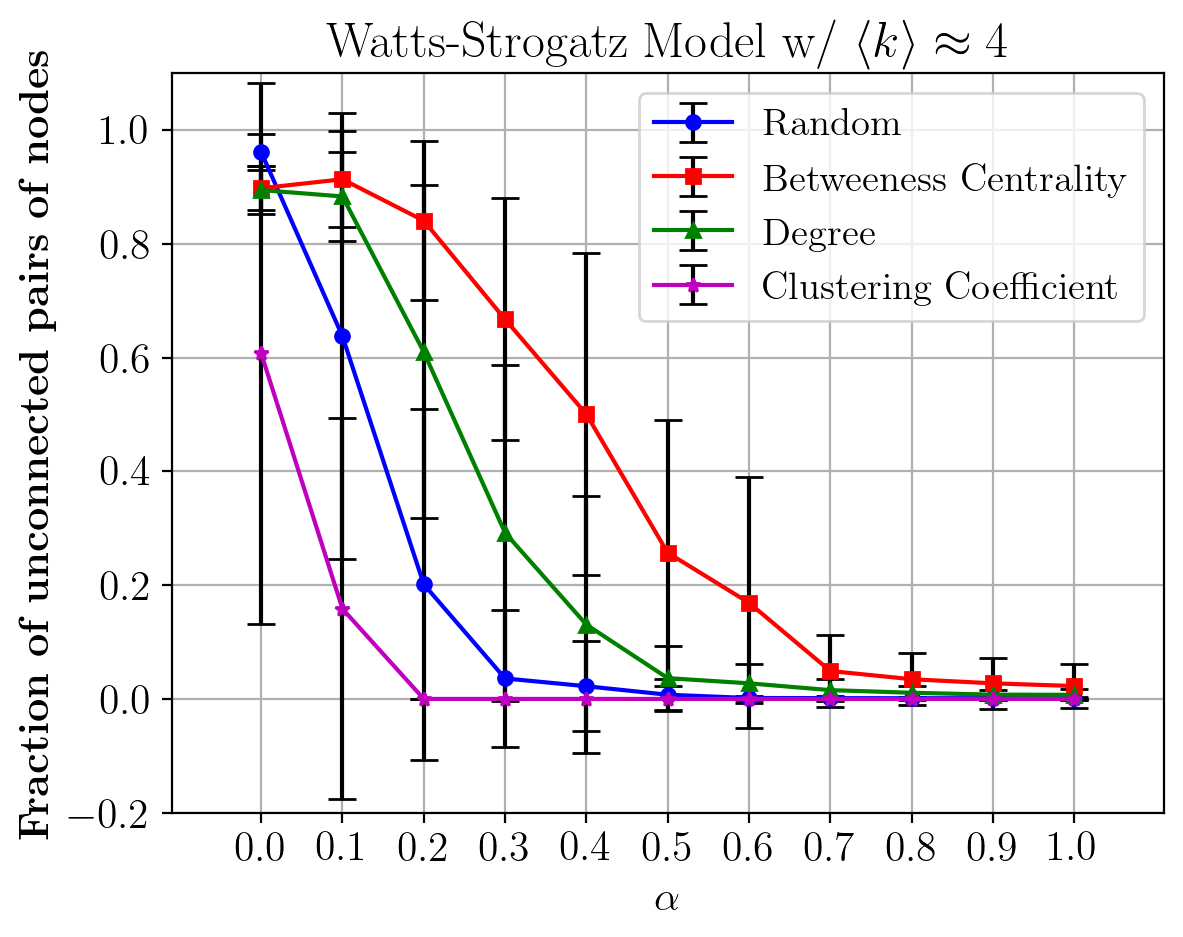 Watts-Strogatz Model w/ ⟨k⟩ ≈ 4
Fraction of unconnected pairs of nodes
1.0
0.8
0.6
0.4
0.2
0.0
−0.2
Random
Betweeness Centrality
Degree
Clustering Coefficient
0.0 0.1 0.2 0.3 0.4 0.5 0.6 0.7 0.8 0.9 1.0
α